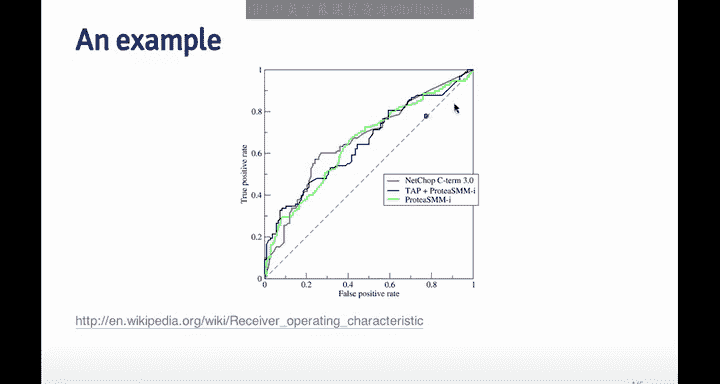 An example
1
0.8
0.6
0.4
0.2
0
True positive rate
0
0.2
0.4
0.6
0.8
1
False positive rate
NetChop C-term 3.0
TAP + ProteaSMM-i
ProteaSMM-i
http://en.wikipedia.org/wiki/Receiver_operating_characteristic